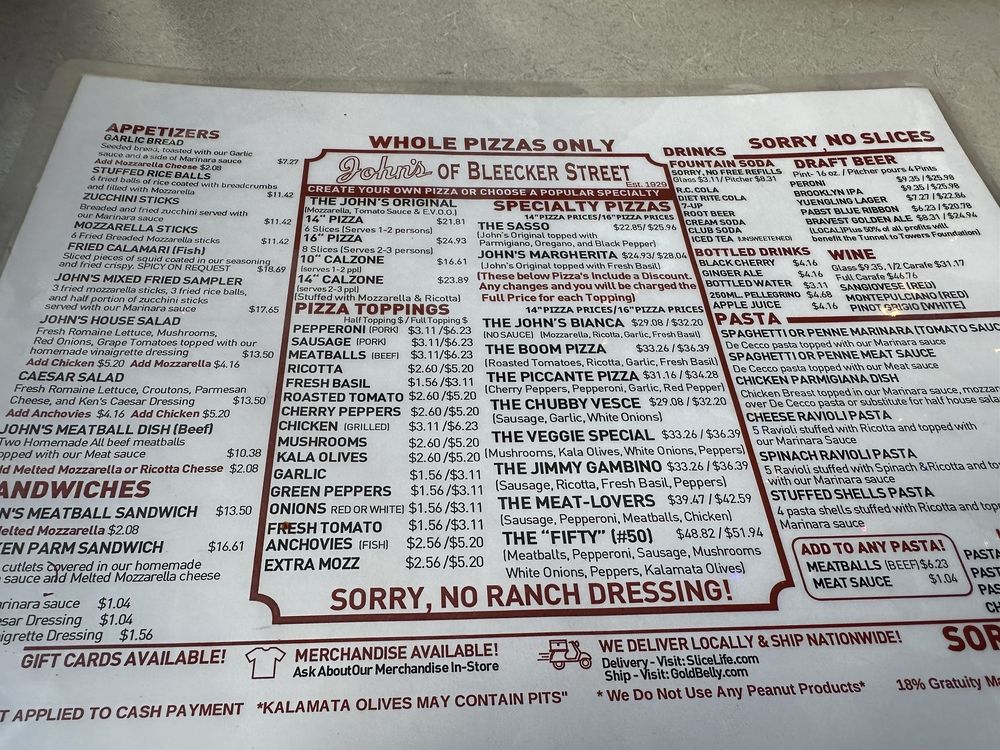 APPETIZERS
GARLIC BREAD
Seeded bread, toasted with our Garlic
sauce and a side of Marinara sauce $7.27
Add Mozzarella Cheese $2.08
STUFFED RICE BALLS
6 fried balls of rice coated with breadcrumbs
and filled with Mozzarella $11.42
ZUCCHINI STICKS
Breaded and fried zucchini served with
our Marinara sauce $11.42
MOZZARELLA STICKS
6 Fried Breaded Mozzarella sticks $11.42
FRIED CALAMARI (Fish)
Sliced pieces of squid coated in our seasoning
and fried crispy. SPICY ON REQUEST $18.69
JOHN'S MIXED FRIED SAMPLER
3 fried mozzarella sticks, 3 fried rice balls,
and half portion of zucchini sticks
served with our Marinara sauce $17.65
JOHN'S HOUSE SALAD
Fresh Romaine Lettuce, Mushrooms,
Red Onions, Grape Tomatoes topped with our
homemade vinaigrette dressing $13.50
Add Chicken $5.20 Add Mozzarella $4.16
CAESAR SALAD
Fresh Romaine Lettuce, Croutons, Parmesan
Cheese, and Ken's Caesar Dressing $13.50
Add Anchovies $4.16 Add Chicken $5.20
JOHN'S MEATBALL DISH (Beef)
Two Homemade All beef meatballs
opped with our Meat sauce $10.38
dd Melted Mozzarella or Ricotta Chesse $2.08
ANDWICHES
N'S MEATBALL SANDWICH $13.50
Melted Mozzarella $2.08
KEN PARM SANDWICH $16.61
cutlets covered in our homemade
sauce and Melted Mozzarella cheese
arinara sauce $1.04
esar Dressing $1.04
aigrette Dressing $1.56
WHOLE PIZZAS ONLY
John's OF BLEECKER STREET
Est. 1929
CREATE YOUR OWN PIZZA OR CHOOSE A POPULAR SPECIALTY
THE JOHN'S ORIGINAL
(Mozzarella, Tomato Sauce & E.V.O.O.)
14" PIZZA $21.81
6 Slices (Serves 1-2 persons)
16" PIZZA $24.93
8 Slices (Serves 2-3 persons)
10" CALZONE $16.61
(serves 1-2 ppl)
14" CALZONE $23.89
(serves 2-3 ppl)
(Stuffed with Mozzarella & Ricotta)
PIZZA TOPPINGS
Half Topping $ / Full Topping $
PEPPERONI (PORK) $3.11/$6.23
SAUSAGE (PORK) $3.11/$6.23
MEATBALLS (BEEF) $3.11/$6.23
RICOTTA $2.60/$5.20
FRESH BASIL $1.56/$3.11
ROASTED TOMATO $2.60/$5.20
CHERRY PEPPERS $2.60/$5.20
CHICKEN (GRILLED) $3.11/$6.23
MUSHROOMS $2.60/$5.20
KALA OLIVES $2.60/$5.20
GARLIC $1.56/$3.11
GREEN PEPPERS $1.56/$3.11
ONIONS (RED OR WHITE) $1.56/$3.11
FRESH TOMATO $1.56/$3.11
ANCHOVIES (FISH) $2.56/$5.20
EXTRA MOZZ $2.56/$5.20
SPECIALTY PIZZAS
14"PIZZA PRICES/16"PIZZA PRICES
THE SASSO $22.85/$25.96
(John's Original topped with
Parmigiano, Oregano, and Black Pepper)
JOHN'S MARGHERITA $24.93/$28.04
(John's Original topped with Fresh Basil)
(These below Pizza's Include a Discount.
Any changes and you will be charged the
Full Price for each Topping)
14"PIZZA PRICES/16"PIZZA PRICES
THE JOHN'S BIANCA $29.08/$32.20
(NO SAUCE) (Mozzarella, Ricotta, Garlic, Fresh Basil)
THE BOOM PIZZA $33.26/$36.39
(Roasted Tomatoes, Ricotta, Garlic, Fresh Basil)
THE PICCANTE PIZZA $31.16/$34.28
(Cherry Peppers, Pepperoni, Garlic, Red Pepper)
THE CHUBBY VESCE $29.08/$32.20
(Sausage, Garlic, White Onions)
THE VEGGIE SPECIAL $33.26/$36.39
(Mushrooms, Kala Olives, White Onions, Peppers)
THE JIMMY GAMBINO $33.26/$36.39
(Sausage, Ricotta, Fresh Basil, Peppers)
THE MEAT-LOVERS $39.47/$42.59
(Sausage, Pepperoni, Meatballs, Chicken)
THE "FIFTY" (#50) $48.82/$51.94
(Meatballs, Pepperoni, Sausage, Mushrooms
White Onions, Peppers, Kalamata Olives)
SORRY, NO RANCH DRESSING!
SORRY NO SLICES
DRINKS
FOUNTAIN SODA
SORRY, NO FREE REFILLS
Glass $3.11/Pitcher $8.31
R.C. COLA
DIET RITE COLA
7-UP
ROOT BEER
CREAM SODA
CLUB SODA
ICED TEA (UNSWEETENED)
BOTTLED DRINKS
BLACK CHERRY $4.16
GINGER ALE $4.16
BOTTLED WATER $3.11
250ML. PELLEGRINO $4.68
APPLE JUICE $4.16
DRAFT BEER
Pint- 16 oz. / Pitcher pours 4 Pints
PERONI $9.35/$25.98
BROOKLYN IPA $9.35/$25.98
YUENGLING LAGER $7.27/$22.86
PABST BLUE RIBBON $6.23/$20.78
BRAVEST GOLDEN ALE $8.31/$24.94
(LOCAL)Plus 50% of all profits will
benefit the Tunnel to Towers Foundation)
WINE
Glass $9.35, 1/2 Carafe $31.17
Full Carafe $46.76
SANGIOVESE (RED)
MONTEPULCIANO (RED)
PINOT GRIGIO (WHITE)
PASTA
SPAGHETTI OR PENNE MARINARA (TOMATO SAUC
De Cecco pasta topped with our Marinara sauce
SPAGHETTI OR PENNE MEAT SAUCE
De Cecco pasta topped with our Meat sauce
CHICKEN PARMIGIANA DISH
Chicken Breast topped in our Marinara sauce, mozzar
over De Cecco pasta or substitute for half house sala
CHEESE RAVIOLI PASTA
5 Ravioli stuffed with Ricotta and topped with
our Marinara Sauce
SPINACH RAVIOLI PASTA
5 Ravioli stuffed with Spinach & Ricotta and to
with our Marinara sauce
STUFFED SHELLS PASTA
4 pasta shells stuffed with Ricotta and top
Marinara sauce
ADD TO ANY PASTA!
MEATBALLS (BEEF) $6.23
MEAT SAUCE $1.04
PASTA
PAS
PAS
CH
GIFT CARDS AVAILABLE!
MERCHANDISE AVAILABLE!
Ask About Our Merchandise In-Store
WE DELIVER LOCALLY & SHIP NATIONWIDE!
Delivery - Visit: SliceLife.com
Ship - Visit: GoldBelly.com
SOR
T APPLIED TO CASH PAYMENT *KALAMATA OLIVES MAY CONTAIN PITS" * We Do Not Use Any Peanut Products* 18% Gratuity Ma